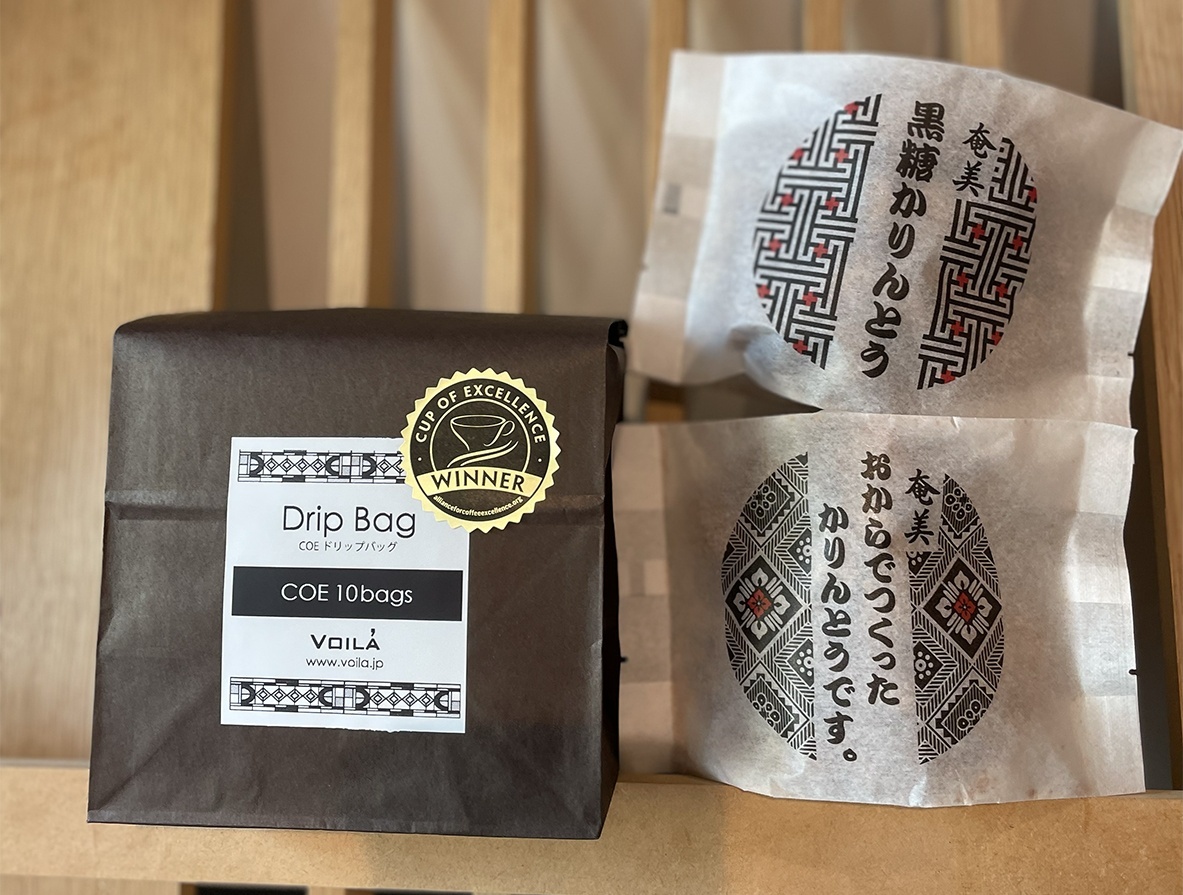 CUP OF EXCELLENCE
WINNER
allianceforcoffeeexcellence.org
Drip Bag
COE ドリップバッグ
COE 10bags
VOILÀ
www.voila.jp
奄美
黒糖かりんとう
奄美
おからでつくった
かりんとうです。